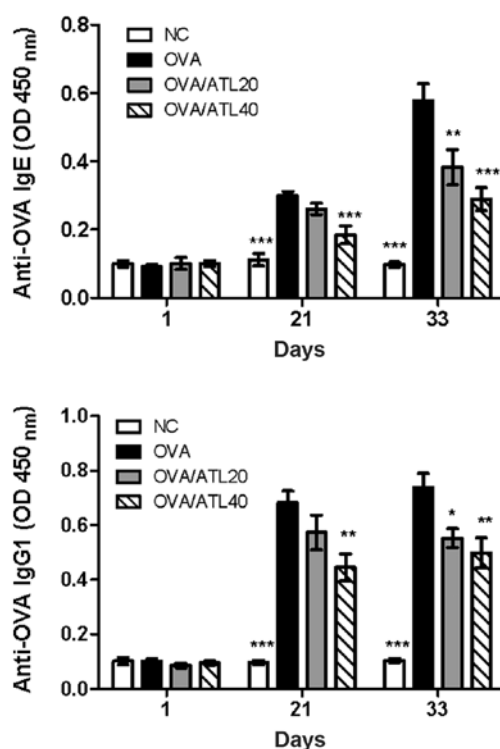 Anti-OVA IgE (OD 450 nm)
0.8
0.6
0.4
0.2
0.0
NC
OVA
OVA/ATL20
OVA/ATL40
***
***
***
**
***
1 21 33
Days
Anti-OVA IgG1 (OD 450 nm)
1.0
0.8
0.6
0.4
0.2
0.0
NC
OVA
OVA/ATL20
OVA/ATL40
***
**
***
*
**
1 21 33
Days